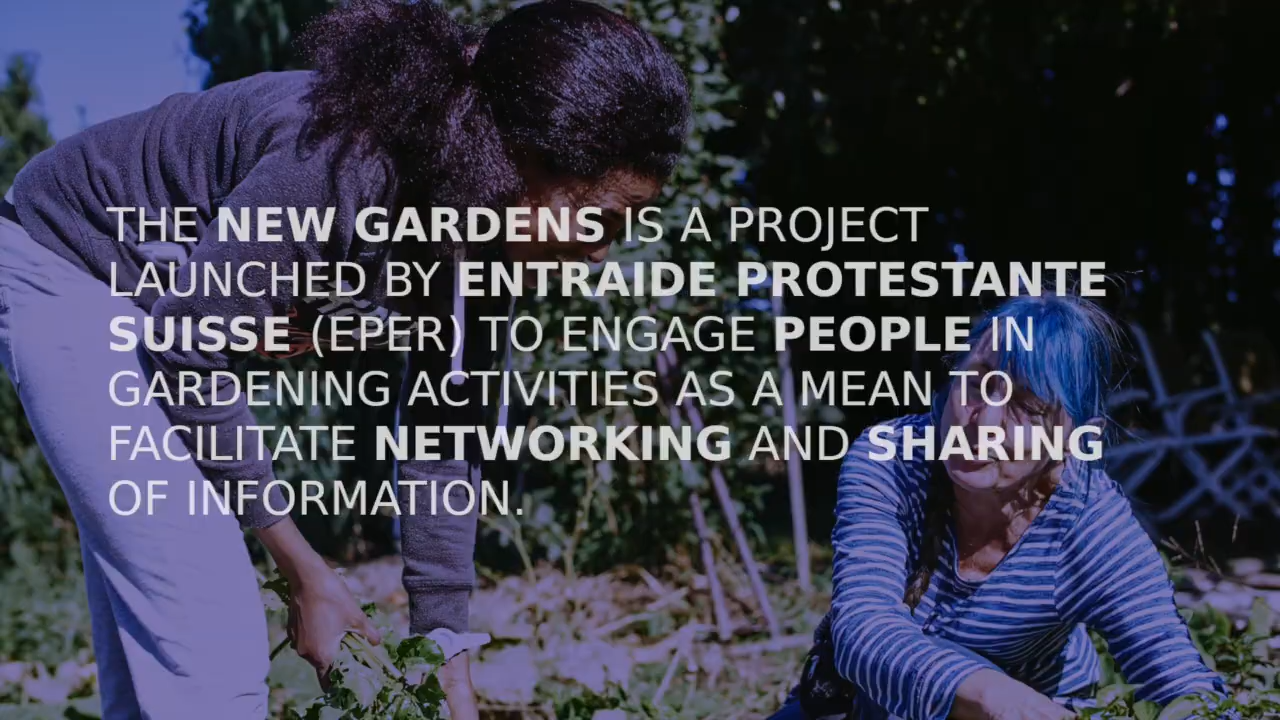 THE NEW GARDENS IS A PROJECT
LAUNCHED BY ENTRAIDE PROTESTANTE
SUISSE (EPER) TO ENGAGE PEOPLE IN
GARDENING ACTIVITIES AS A MEAN TO
FACILITATE NETWORKING AND SHARING
OF INFORMATION.